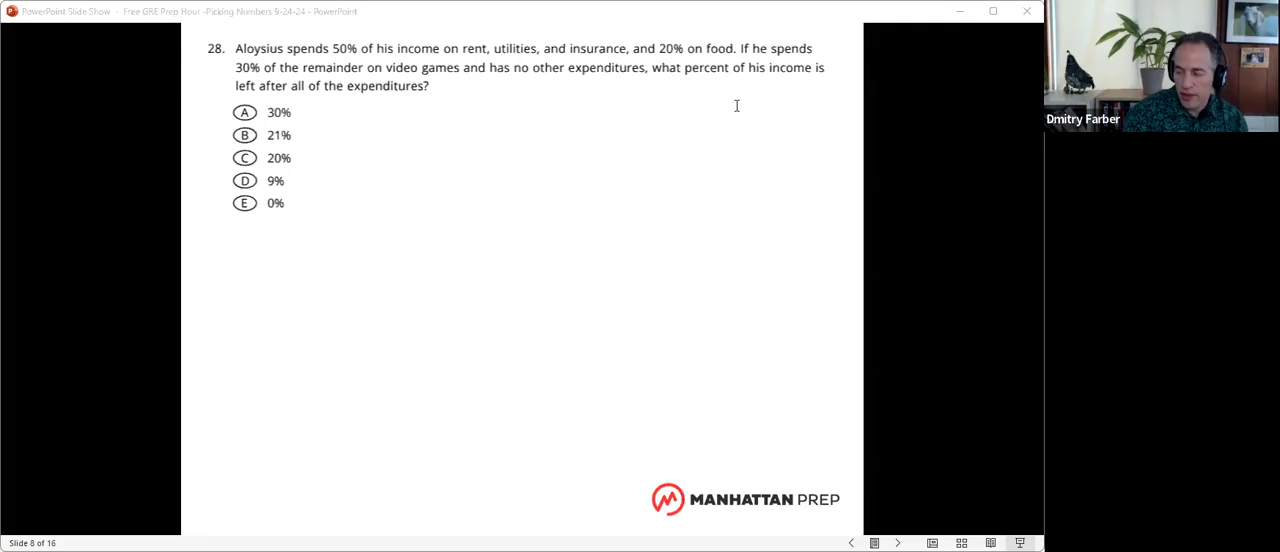 PowerPoint Slide Show - Free GRE Prep Hour -Picking Numbers 9-24-24 - PowerPoint
28. Aloysius spends 50% of his income on rent, utilities, and insurance, and 20% on food. If he spends
30% of the remainder on video games and has no other expenditures, what percent of his income is
left after all of the expenditures?
A 30%
B 21%
C 20%
D 9%
E 0%
Dmitry Farber
MANHATTAN PREP
Slide 8 of 16